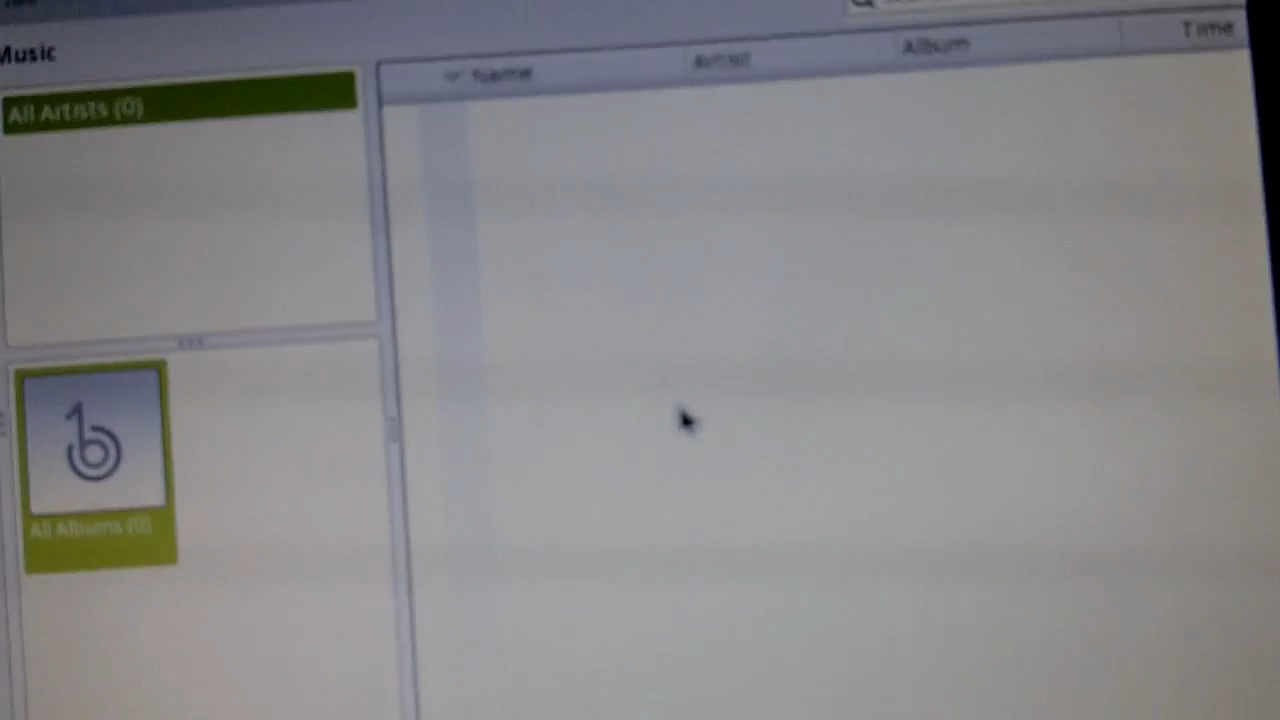 Music
Name Artist Album Time
All Artists (0)
All Albums (0)